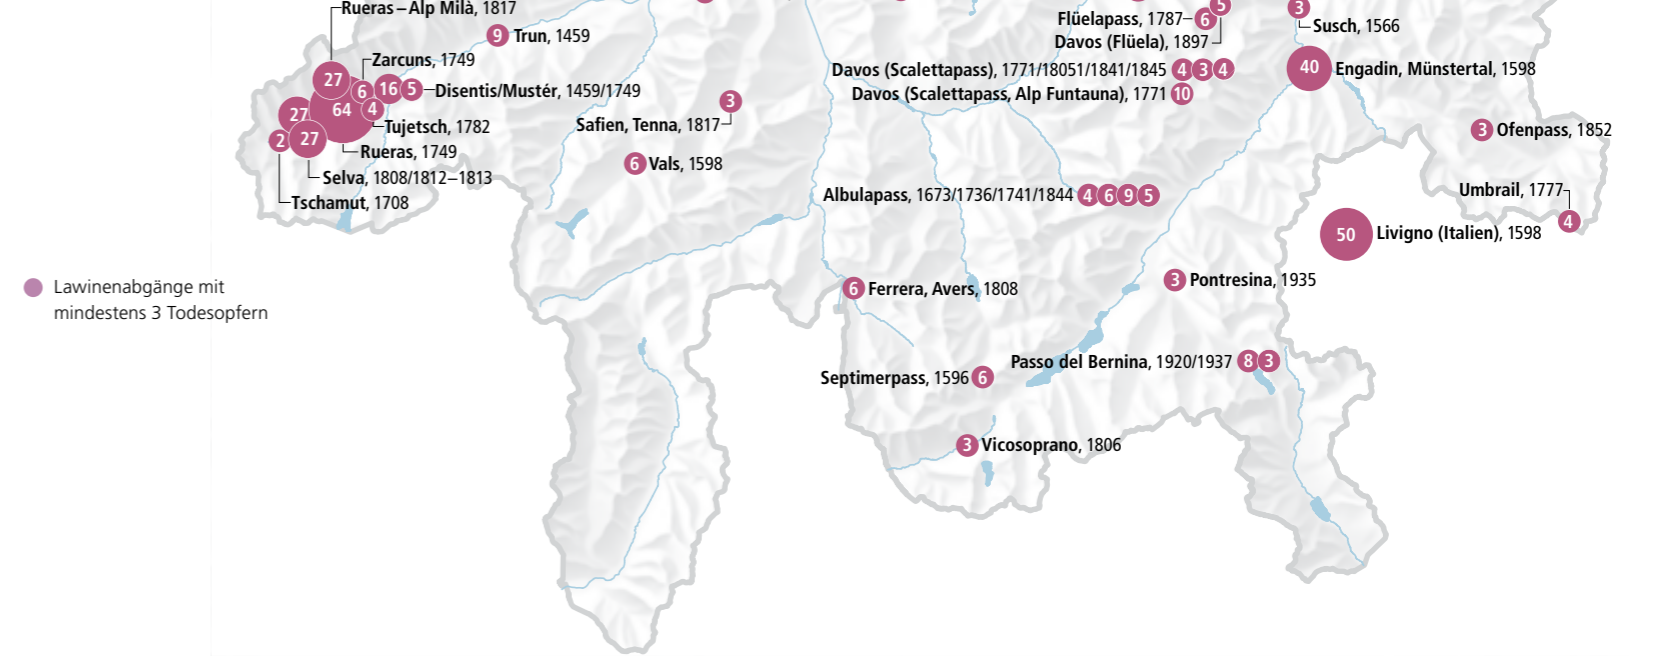 Rueras – Alp Milà, 1817
5
3
Flüelapass, 1787
6
Susch, 1566
9 Trun, 1459
Davos (Flüela), 1897
Zarcuns, 1749
27
6 16 5
Disentis/Mustér, 1459/1749
Davos (Scalettapass), 1771/18051/1841/1845 4 3 4
40 Engadin, Münstertal, 1598
Davos (Scalettapass, Alp Funtauna), 1771 10
3
27 64 4
Tujetsch, 1782
Safien, Tenna, 1817
3 Ofenpass, 1852
2 27
Rueras, 1749
6 Vals, 1598
Selva, 1808/1812–1813
Umbrail, 1777
Tschamut, 1708
Albulapass, 1673/1736/1741/1844 4 6 9 5
4
50 Livigno (Italien), 1598
3 Pontresina, 1935
Lawinenabgänge mit
mindestens 3 Todesopfern
6 Ferrera, Avers, 1808
Passo del Bernina, 1920/1937 8 3
Septimerpass, 1596 6
3 Vicosoprano, 1806